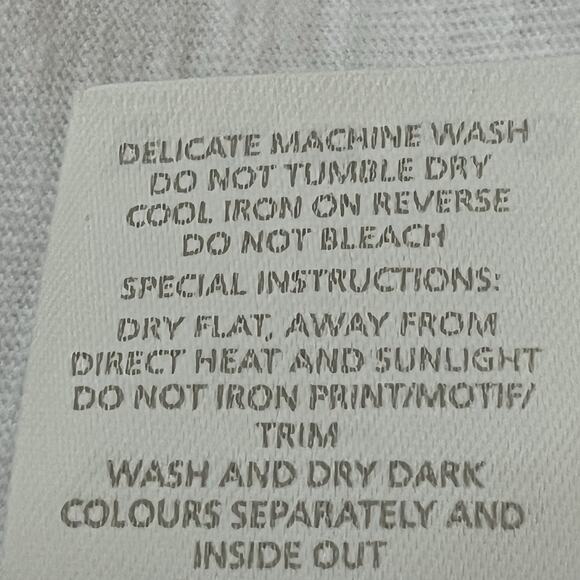 DELICATE MACHINE WASH
DO NOT TUMBLE DRY
COOL IRON ON REVERSE
DO NOT BLEACH
SPECIAL INSTRUCTIONS:
DRY FLAT, AWAY FROM
DIRECT HEAT AND SUNLIGHT
DO NOT IRON PRINT/MOTIF/
TRIM
WASH AND DRY DARK
COLOURS SEPARATELY AND
INSIDE OUT